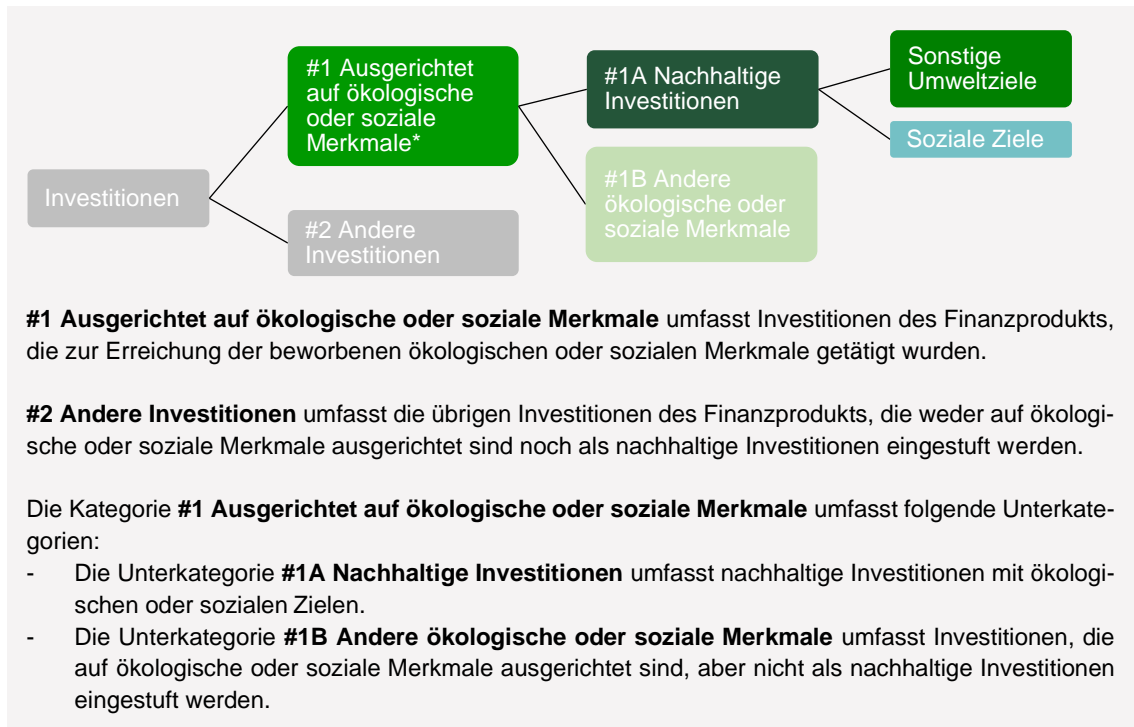 Investitionen
#1 Ausgerichtet
auf ökologische
oder soziale
Merkmale*
#2 Andere
Investitionen
#1A Nachhaltige
Investitionen
#1B Andere
ökologische oder
soziale Merkmale
Sonstige
Umweltziele
Soziale Ziele
#1 Ausgerichtet auf ökologische oder soziale Merkmale umfasst Investitionen des Finanzprodukts,
die zur Erreichung der beworbenen ökologischen oder sozialen Merkmale getätigt wurden.
#2 Andere Investitionen umfasst die übrigen Investitionen des Finanzprodukts, die weder auf ökologi-
sche oder soziale Merkmale ausgerichtet sind noch als nachhaltige Investitionen eingestuft werden.
Die Kategorie #1 Ausgerichtet auf ökologische oder soziale Merkmale umfasst folgende Unterkate-
gorien:
- Die Unterkategorie #1A Nachhaltige Investitionen umfasst nachhaltige Investitionen mit ökologi-
schen oder sozialen Zielen.
- Die Unterkategorie #1B Andere ökologische oder soziale Merkmale umfasst Investitionen, die
auf ökologische oder soziale Merkmale ausgerichtet sind, aber nicht als nachhaltige Investitionen
eingestuft werden.